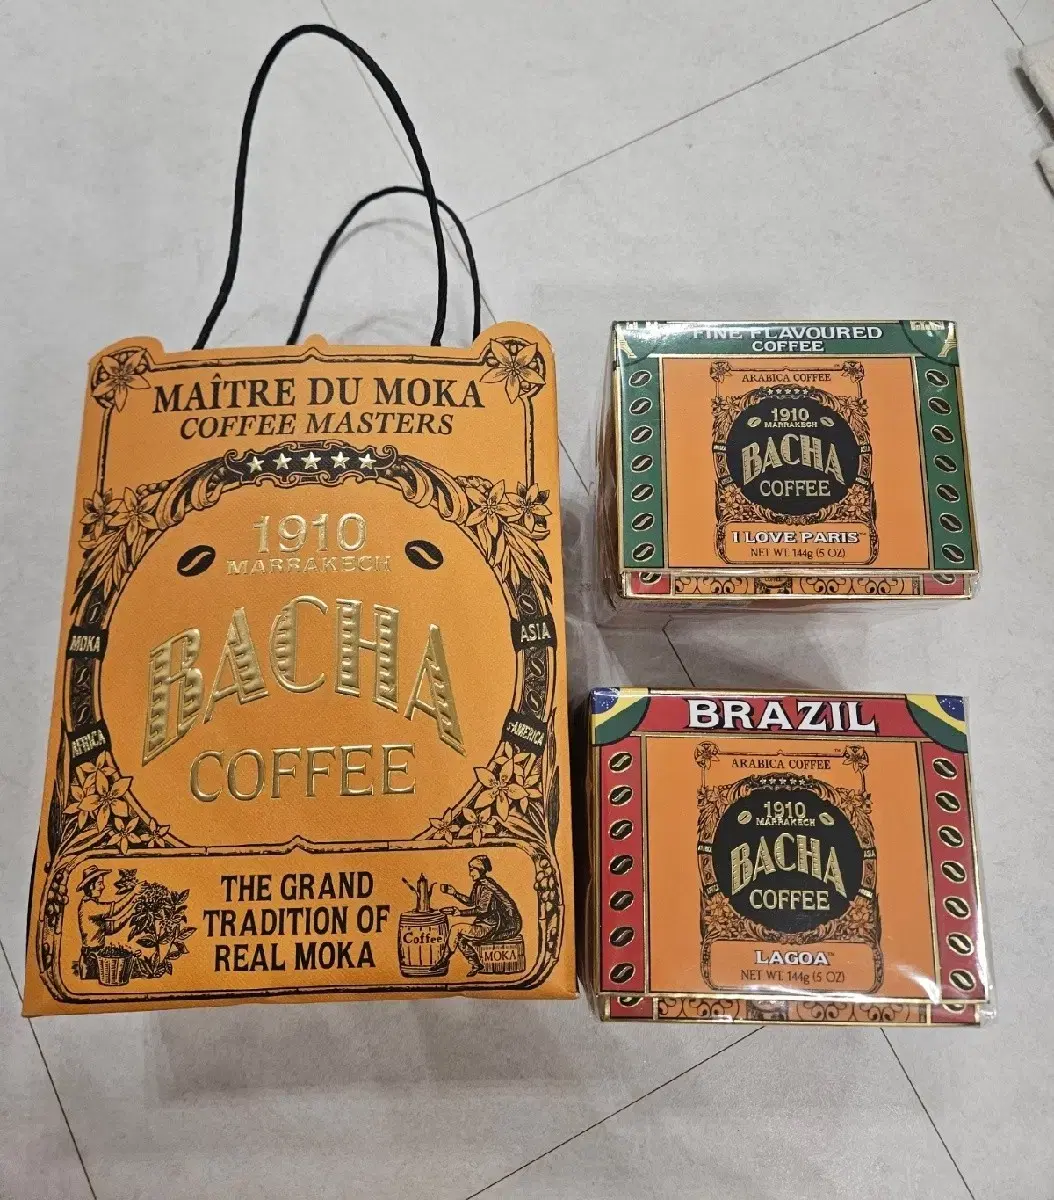 MAÎTRE DU MOKA
COFFEE MASTERS
1910
MARRAKECH
BACHA
COFFEE
MOKA
ASIA
AFRICA
S-AMERICA
THE GRAND
TRADITION OF
REAL MOKA
Coffee
MOKA
FINE FLAVOURED
COFFEE
ARABICA COFFEE
1910
MARRAKECH
BACHA
COFFEE
I LOVE PARIS™
NET WT. 144g (5 OZ)
BRAZIL
ARABICA COFFEE
1910
MARRAKECH
BACHA
COFFEE
LAGOA™
NET WT. 144g (5 OZ)